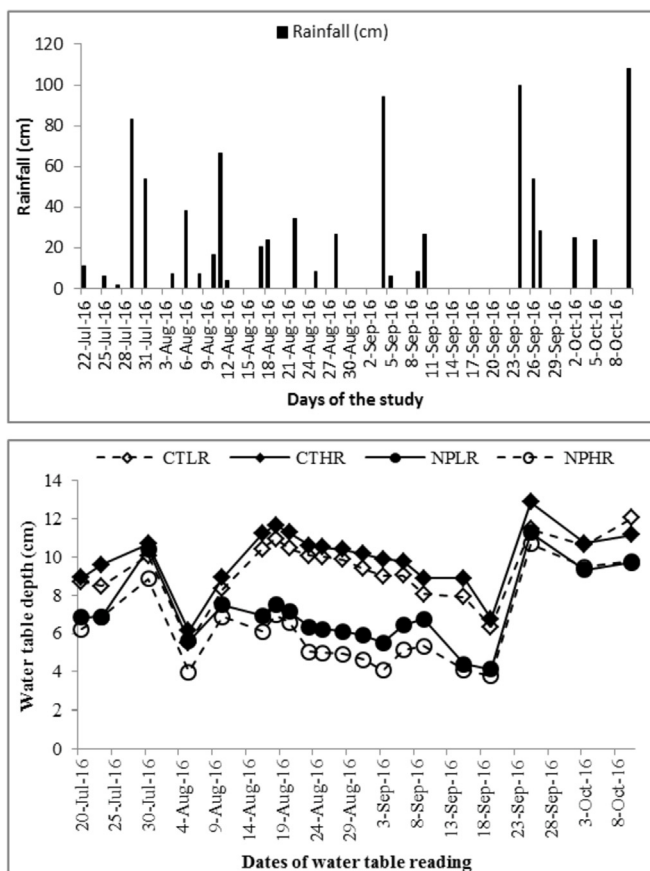 Rainfall (cm)
120
100
80
60
40
20
0
Rainfall (cm)
22-Jul-16
25-Jul-16
28-Jul-16
31-Jul-16
3-Aug-16
6-Aug-16
9-Aug-16
12-Aug-16
15-Aug-16
18-Aug-16
21-Aug-16
24-Aug-16
27-Aug-16
30-Aug-16
2-Sep-16
5-Sep-16
8-Sep-16
11-Sep-16
14-Sep-16
17-Sep-16
20-Sep-16
23-Sep-16
26-Sep-16
29-Sep-16
2-Oct-16
5-Oct-16
8-Oct-16
Days of the study
CTLR CTHR NPLR NPHR
14
12
10
8
6
4
2
0
Water table depth (cm)
20-Jul-16
25-Jul-16
30-Jul-16
4-Aug-16
9-Aug-16
14-Aug-16
19-Aug-16
24-Aug-16
29-Aug-16
3-Sep-16
8-Sep-16
13-Sep-16
18-Sep-16
23-Sep-16
28-Sep-16
3-Oct-16
8-Oct-16
Dates of water table reading